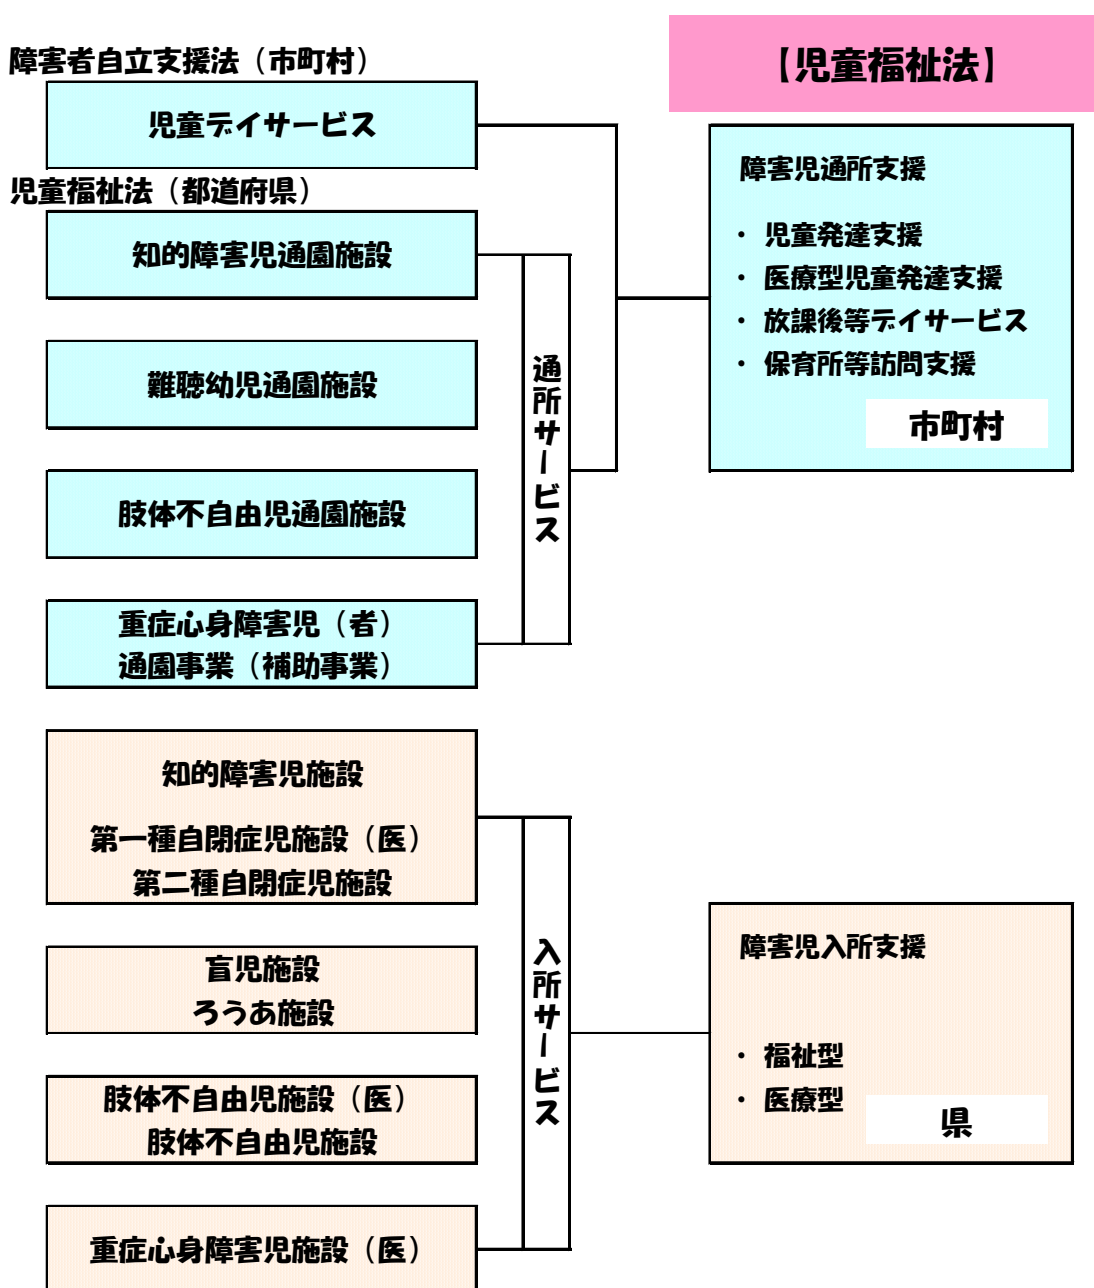 障害者自立支援法（市町村）
児童デイサービス
児童福祉法（都道府県）
知的障害児通園施設
難聴幼児通園施設
肢体不自由児通園施設
重症心身障害児（者）
通園事業（補助事業）
通所サービス
知的障害児施設
第一種自閉症児施設（医）
第二種自閉症児施設
盲児施設
ろうあ施設
肢体不自由児施設（医）
肢体不自由児施設
重症心身障害児施設（医）
入所サービス
【児童福祉法】
障害児通所支援
・ 児童発達支援
・ 医療型児童発達支援
・ 放課後等デイサービス
・ 保育所等訪問支援
市町村
障害児入所支援
・ 福祉型
・ 医療型
県